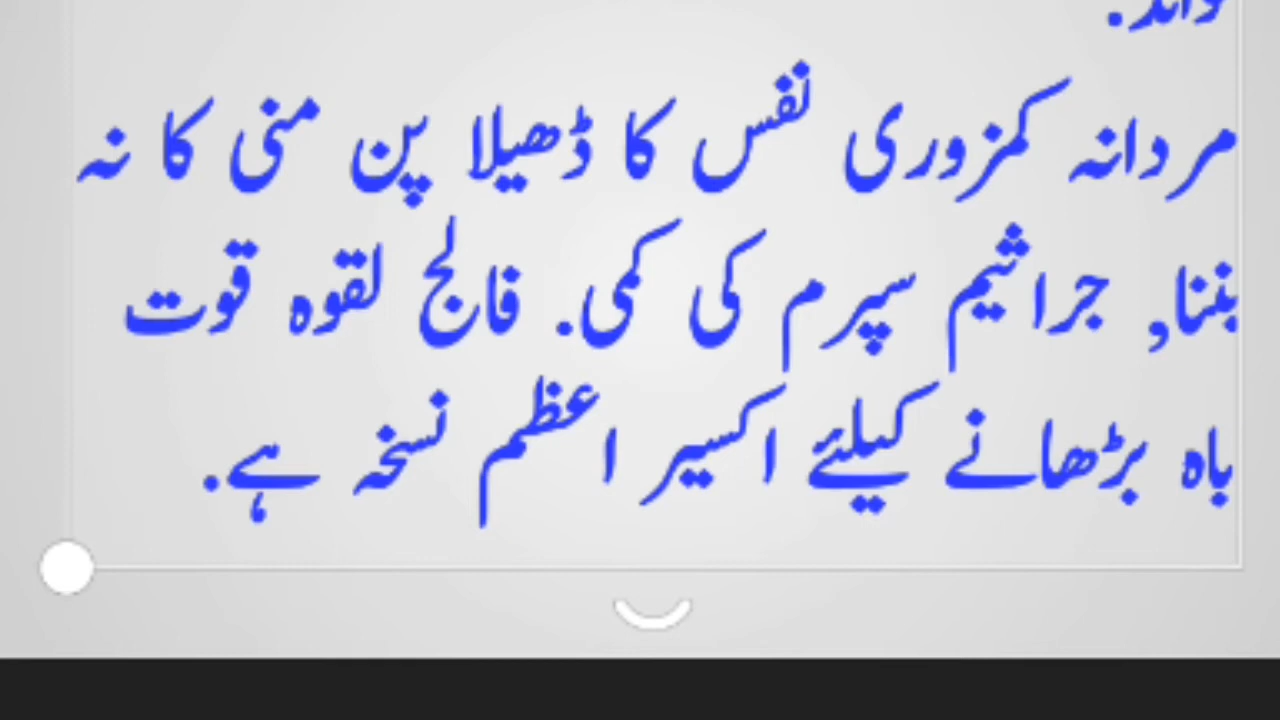 فوائد.
مردانہ کمزوری نفس کا ڈھیلا پن منی کا نہ
بننا, جراثیم سپرم کی کمی. فالج لقوہ قوت
باہ بڑھانے کیلئے اکسیر اعظم نسخہ ہے.